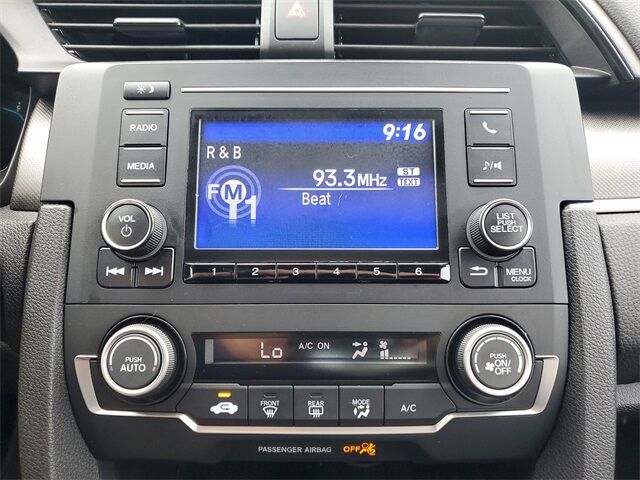 9:16
RADIO
R & B
93.3MHz
ST
TEXT
MEDIA
FM1
Beat
VOL
LIST
PUSH
SELECT
MENU
CLOCK
1 2 3 4 5 6
PUSH
AUTO
Lo
A/C ON
PUSH
ON/
OFF
FRONT
REAR
MODE
A/C
PASSENGER AIRBAG
OFF